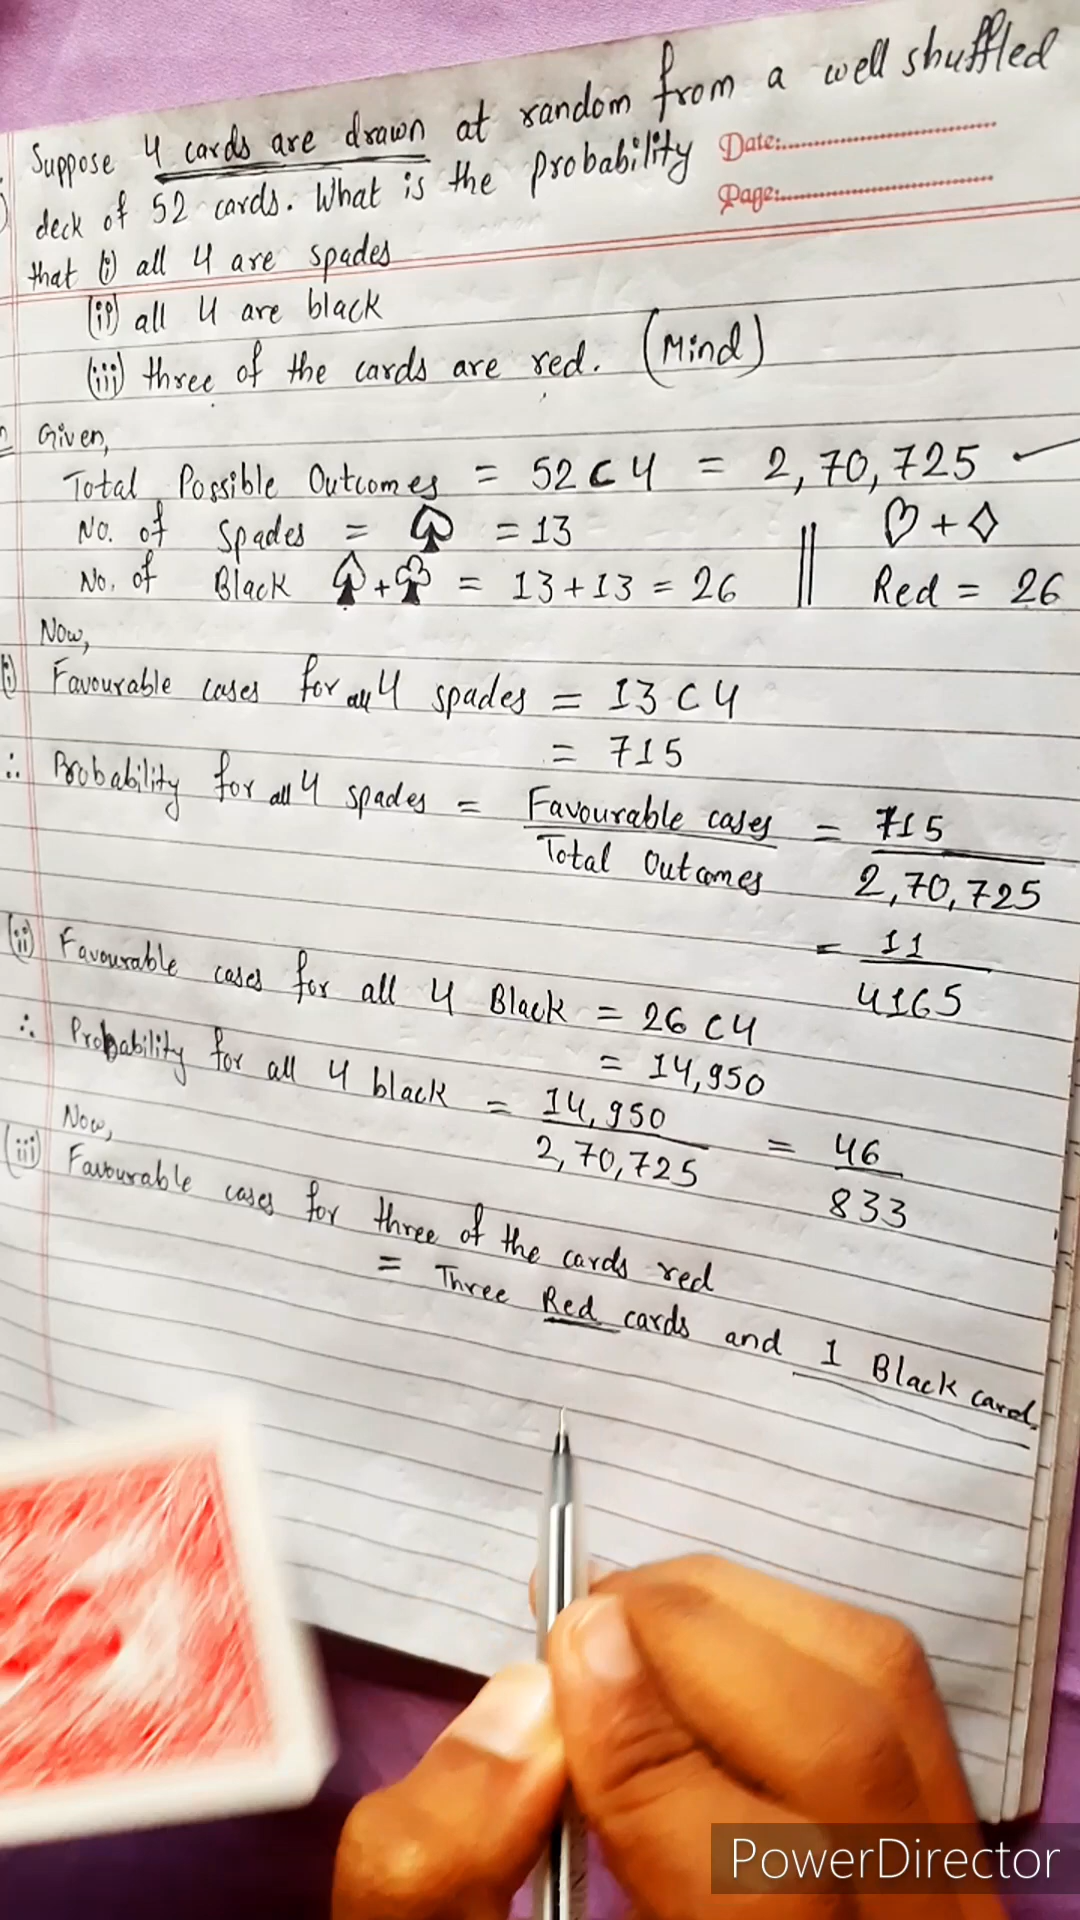 Suppose 4 cards are drawn at random from a well shuffled
deck of 52 cards. What is the probability
Date:
Page:
that (i) all 4 are spades
(ii) all 4 are black
(iii) three of the cards are red. (Mind)
Given,
Total Possible Outcomes = 52C4 = 2,70,725
No. of Spades = ♠ = 13
♡ + ♢
No. of Black ♠+♣ = 13+13 = 26
Red = 26
Now,
(i) Favourable cases for all 4 spades = 13C4
= 715
∴ Probability for all 4 spades = Favourable cases = 715
Total Outcomes 2,70,725
= 11
4165
(ii) Favourable cases for all 4 Black = 26C4
= 14,950
∴ Probability for all 4 black = 14,950 = 46
2,70,725 833
Now,
(iii) Favourable cases for three of the cards red
= Three Red cards and 1 Black card.
PowerDirector